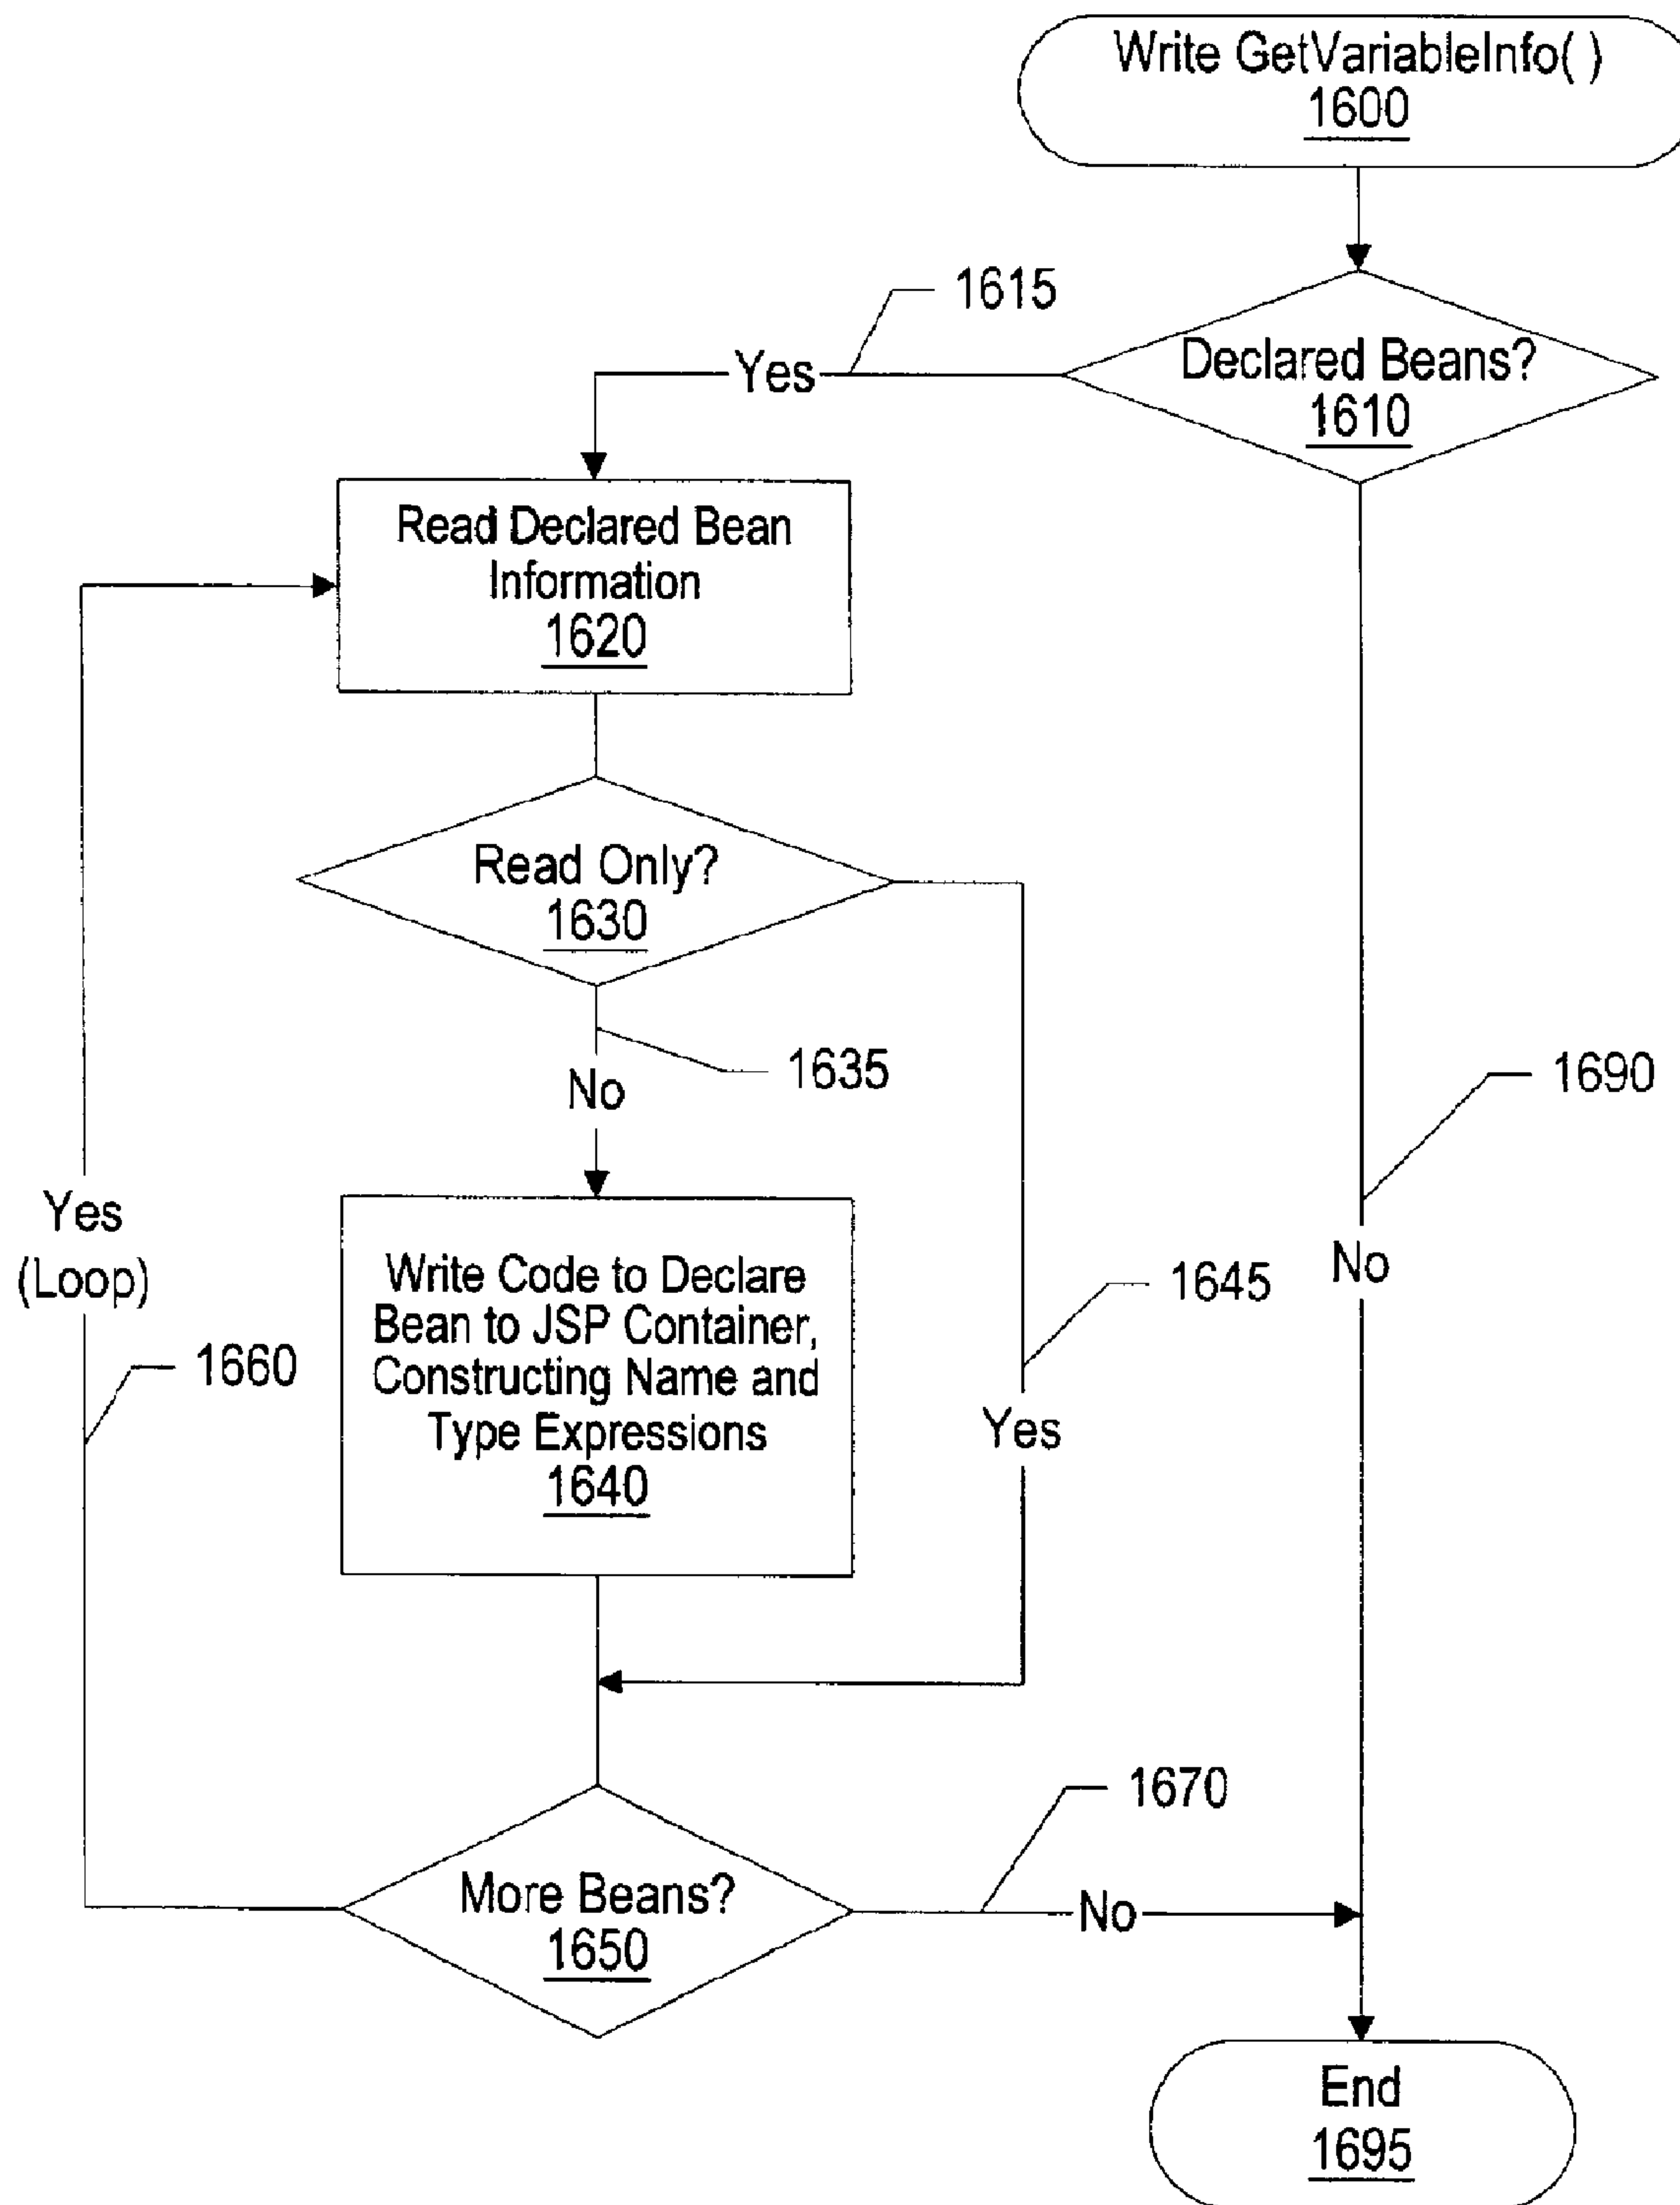 Write GetVariableInfo( )
1600
1615
Yes
Declared Beans?
1610
Read Declared Bean
Information
1620
Read Only?
1630
1635
No
1690
No
Yes
(Loop)
Write Code to Declare
Bean to JSP Container,
Constructing Name and
Type Expressions
1640
1645
Yes
1660
1670
More Beans?
1650
No
End
1695